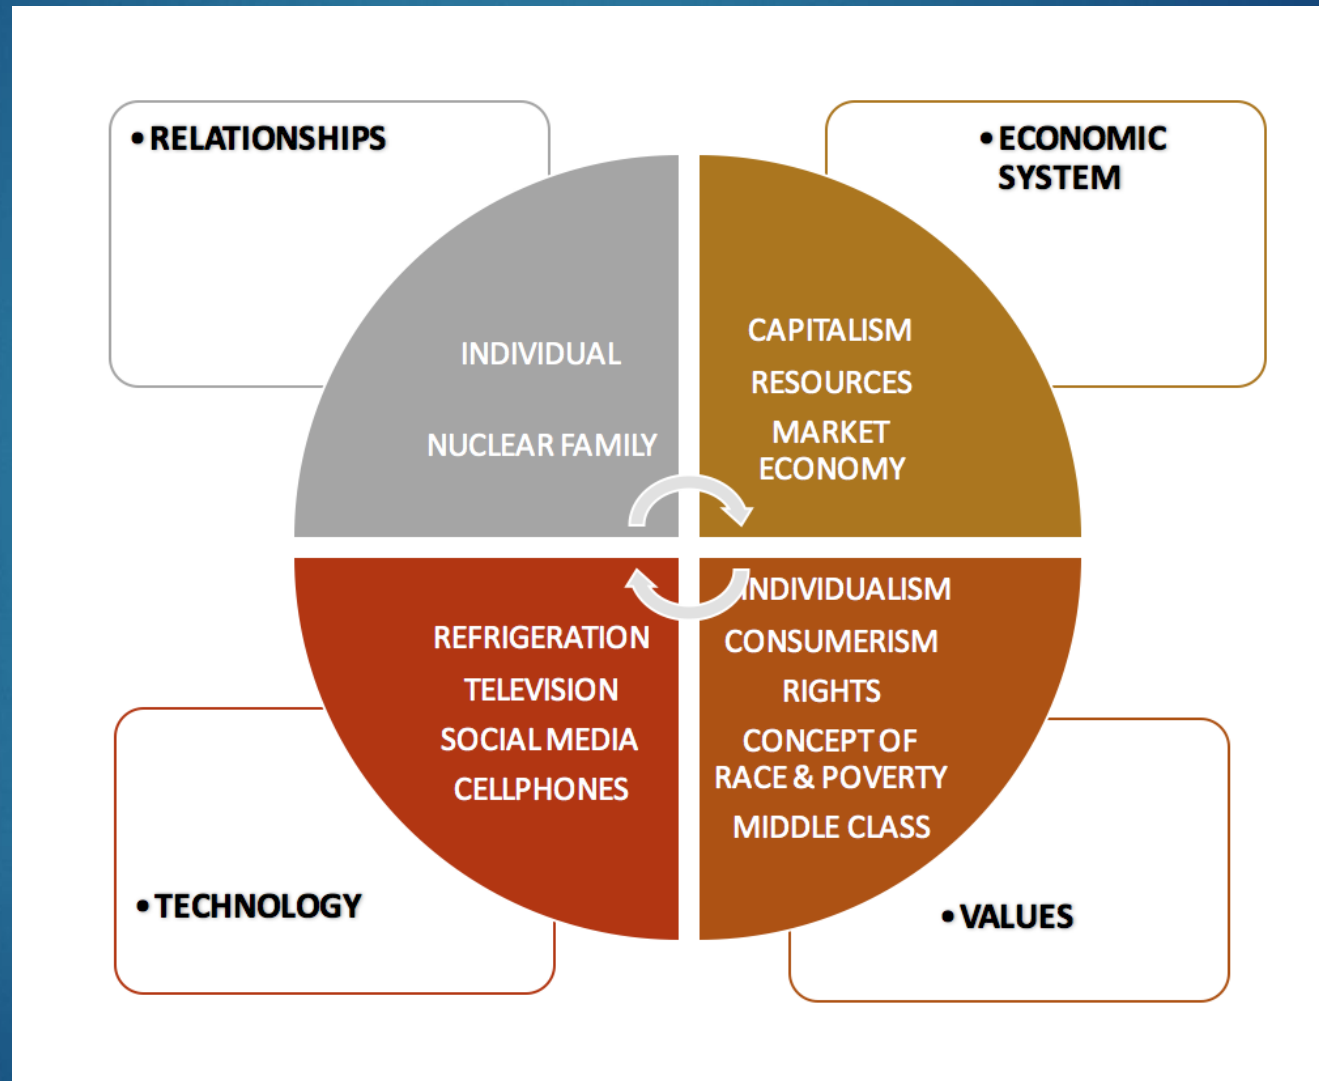 • RELATIONSHIPS
INDIVIDUAL
NUCLEAR FAMILY
• ECONOMIC
SYSTEM
CAPITALISM
RESOURCES
MARKET
ECONOMY
REFRIGERATION
TELEVISION
SOCIAL MEDIA
CELLPHONES
• TECHNOLOGY
INDIVIDUALISM
CONSUMERISM
RIGHTS
CONCEPT OF
RACE & POVERTY
MIDDLE CLASS
• VALUES